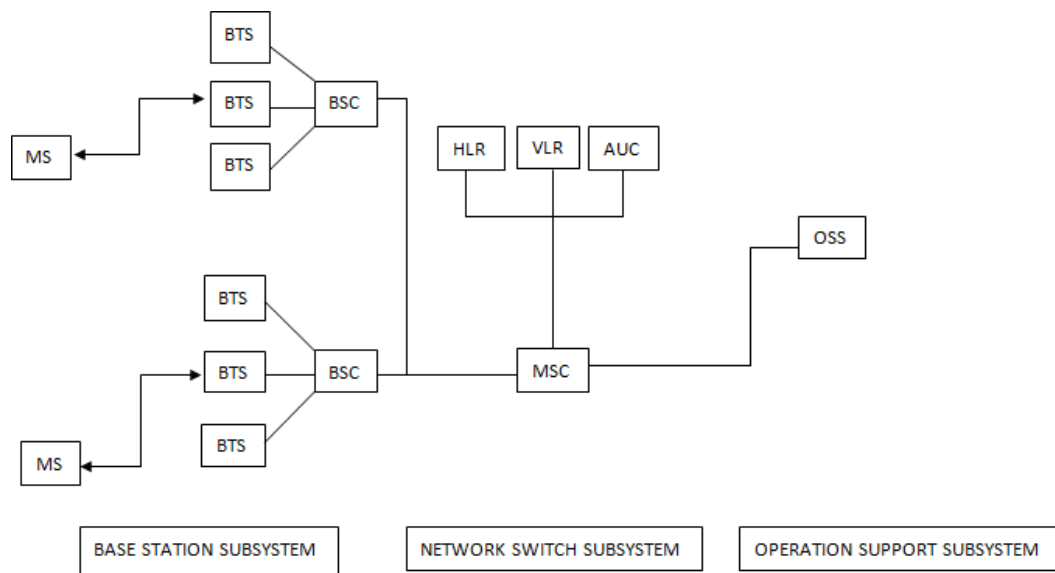 BTS
BTS
BSC
MS
BTS
HLR
VLR
AUC
OSS
BTS
BTS
BSC
MSC
BTS
MS
BASE STATION SUBSYSTEM
NETWORK SWITCH SUBSYSTEM
OPERATION SUPPORT SUBSYSTEM